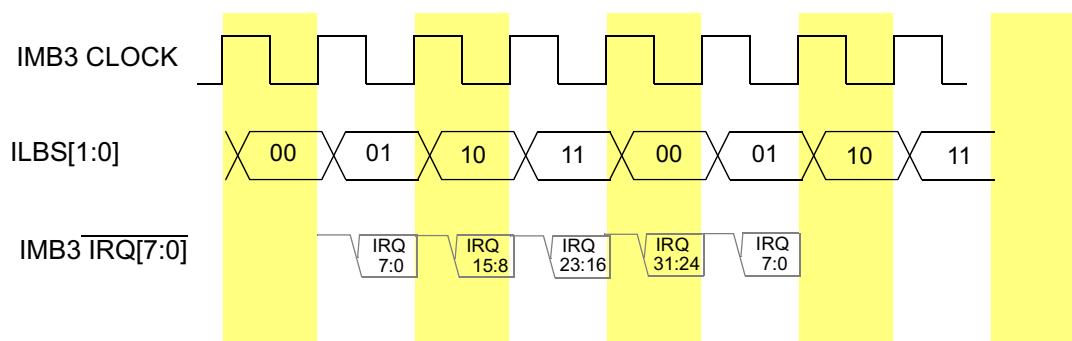 IMB3 CLOCK
ILBS[1:0] 00 01 10 11 00 01 10 11
IMB3 IRQ[7:0] IRQ IRQ IRQ IRQ IRQ
7:0 15:8 23:16 31:24 7:0